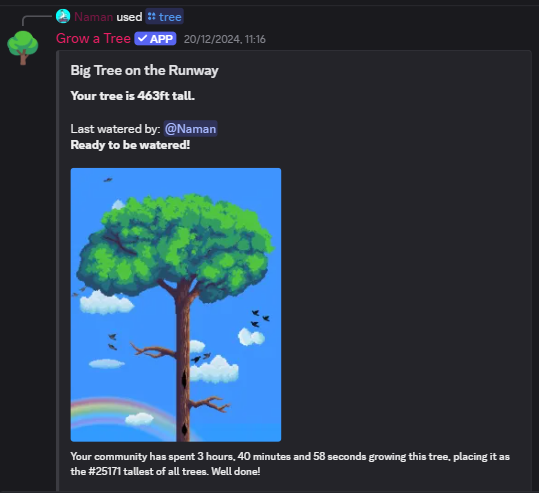 Naman used tree
Grow a Tree ✓ APP 20/12/2024, 11:16
Big Tree on the Runway
Your tree is 463ft tall.
Last watered by: @Naman
Ready to be watered!
Your community has spent 3 hours, 40 minutes and 58 seconds growing this tree, placing it as
the #25171 tallest of all trees. Well done!